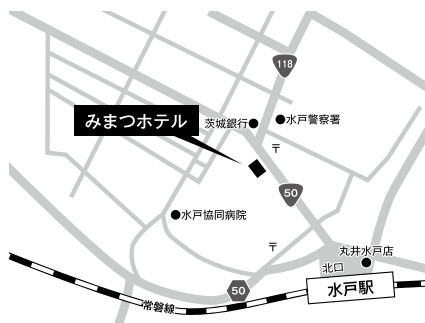 118
みまつホテル
茨城銀行
水戸警察署
〒
50
水戸協同病院
〒
丸井水戸店
北口
50
水戸駅
常磐線